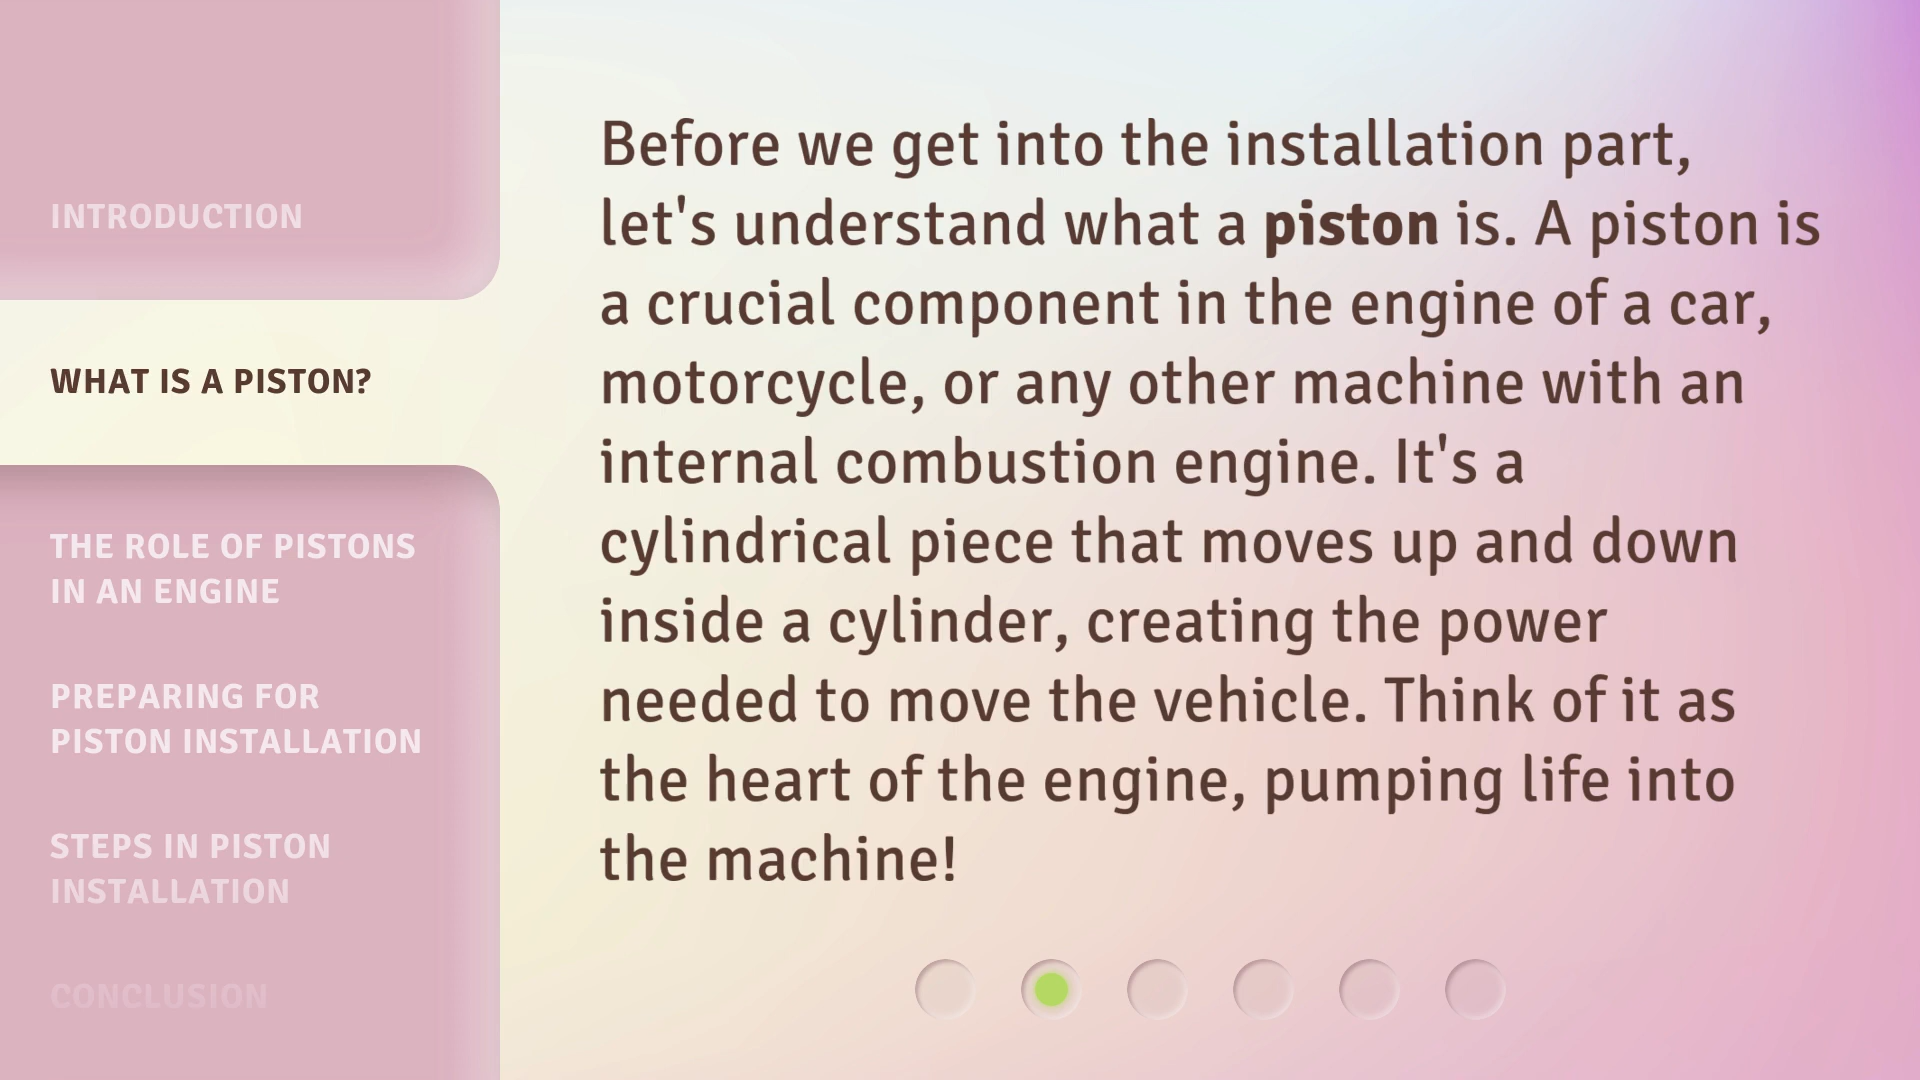 INTRODUCTION
WHAT IS A PISTON?
THE ROLE OF PISTONS
IN AN ENGINE
PREPARING FOR
PISTON INSTALLATION
STEPS IN PISTON
INSTALLATION
CONCLUSION
Before we get into the installation part,
let's understand what a piston is. A piston is
a crucial component in the engine of a car,
motorcycle, or any other machine with an
internal combustion engine. It's a
cylindrical piece that moves up and down
inside a cylinder, creating the power
needed to move the vehicle. Think of it as
the heart of the engine, pumping life into
the machine!